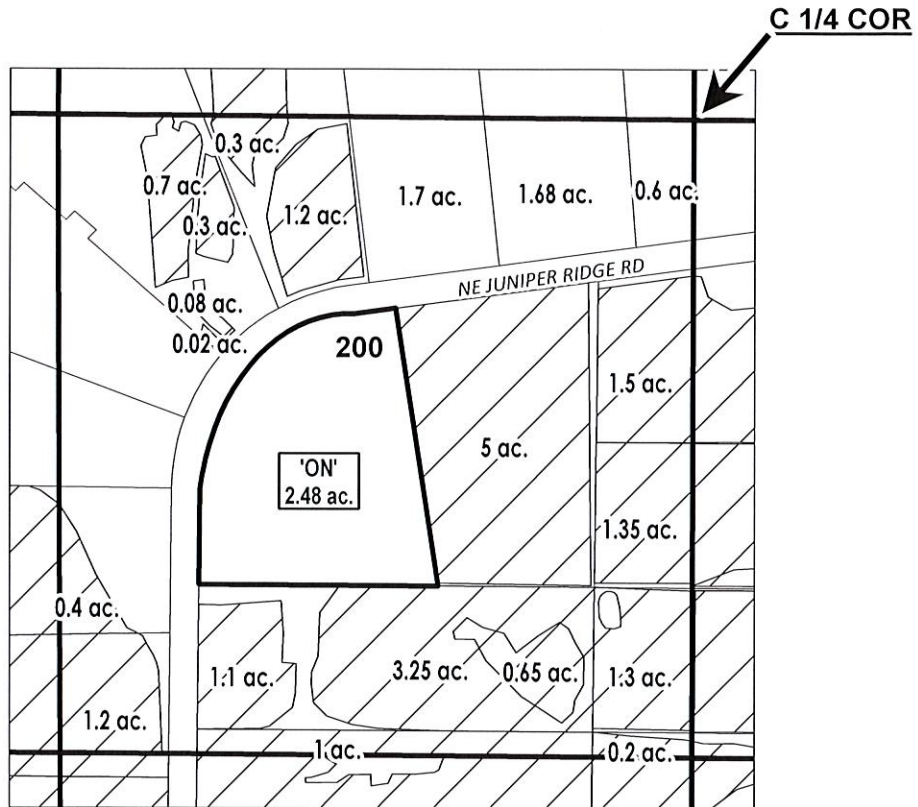 C 1/4 COR
0.3 ac.
0.7 ac.
0.3 ac.
1.2 ac.
1.7 ac.
1.68 ac.
0.6 ac.
NE JUNIPER RIDGE RD
0.08 ac.
0.02 ac.
200
1.5 ac.
5 ac.
'ON'
2.48 ac.
1.35 ac.
0.4 ac.
1.1 ac.
3.25 ac.
0.65 ac.
1.3 ac.
1.2 ac.
1 ac.
0.2 ac.